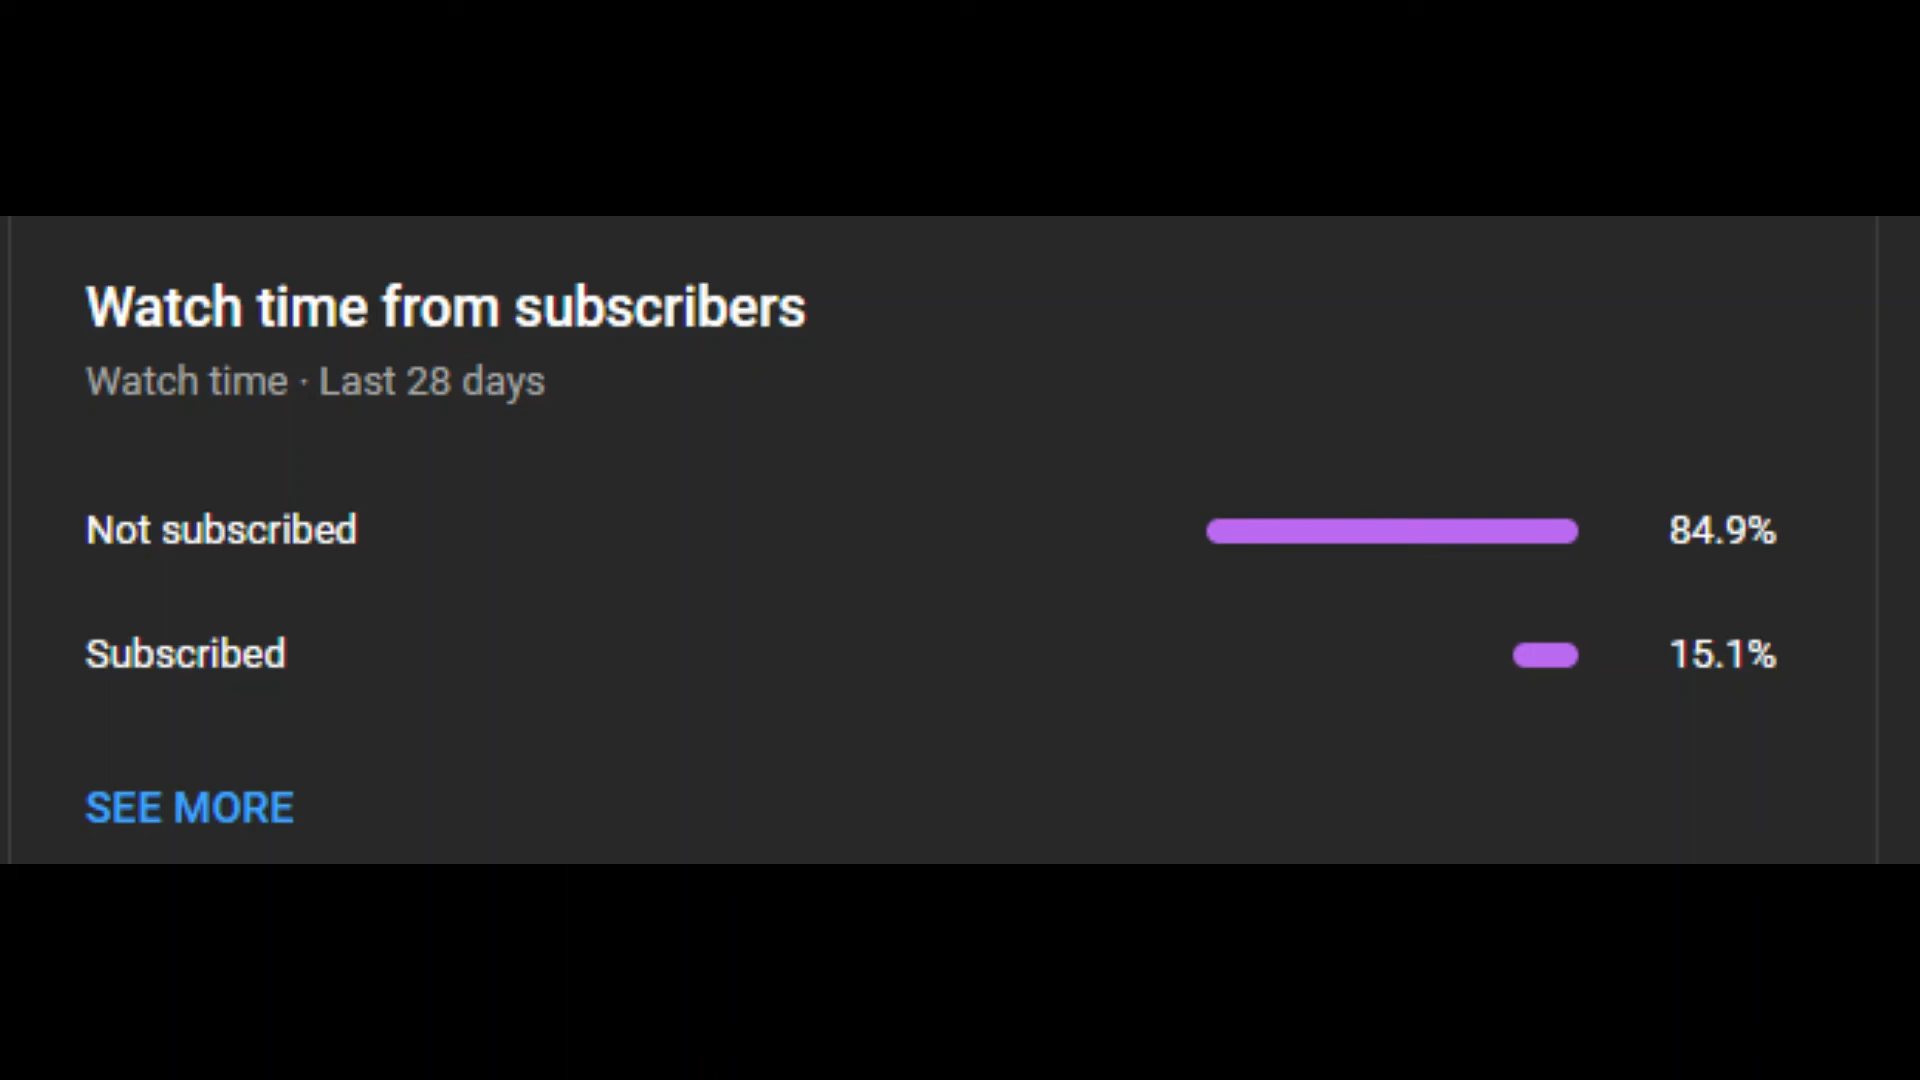 Watch time from subscribers
Watch time · Last 28 days
Not subscribed 84.9%
Subscribed 15.1%
SEE MORE